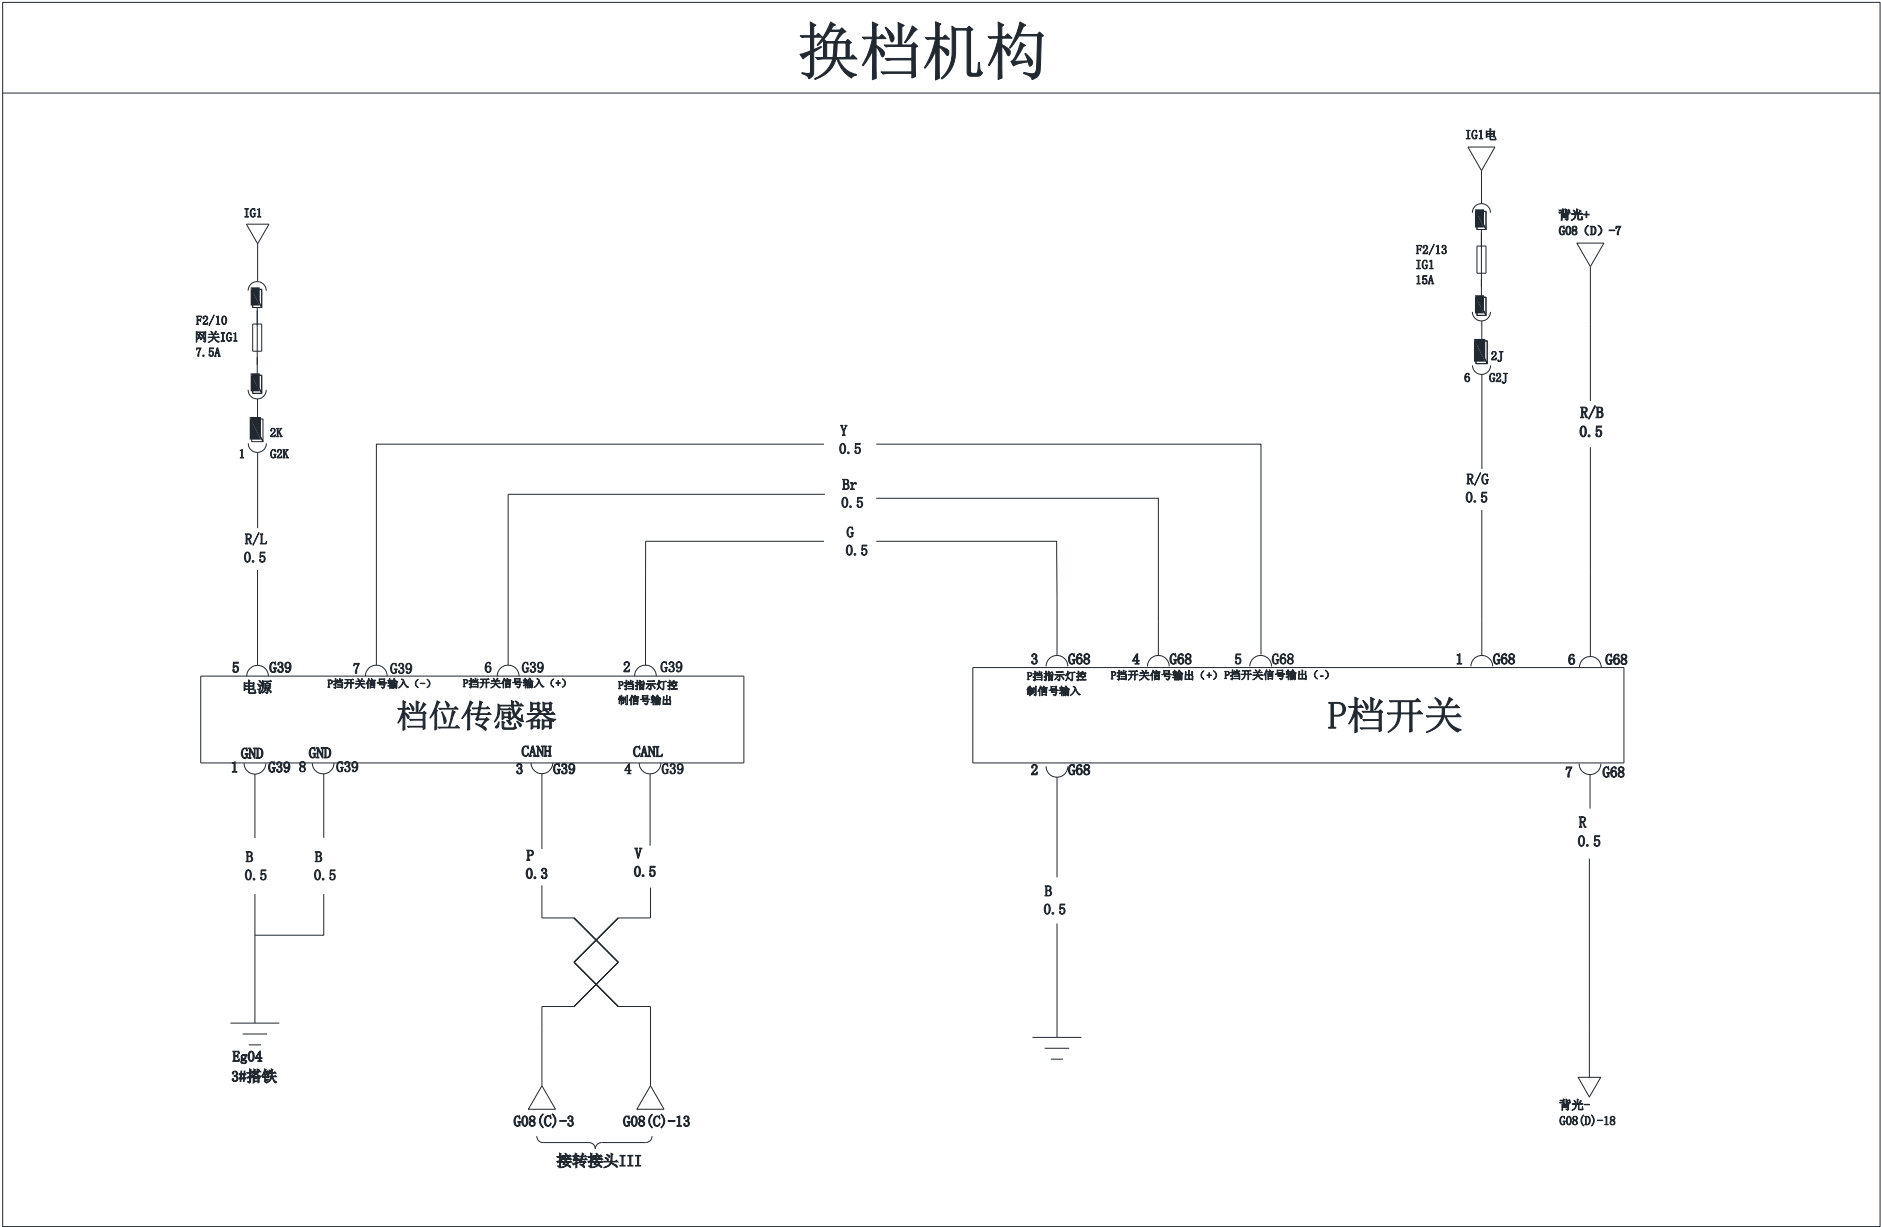 换档机构
IG1电
IG1
背光+
G08（D）-7
F2/13
IG1
15A
F2/10
网关IG1
7.5A
2J
6 G2J
2K
1 G2K
R/B
0.5
Y
0.5
R/G
0.5
Br
0.5
G
0.5
R/L
0.5
5 G39
7 G39
6 G39
2 G39
3 G68
4 G68
5 G68
1 G68
6 G68
电源
P档开关信号输入（-）
P档开关信号输入（+）
P挡指示灯控
制信号输出
P档指示灯控
制信号输入
P挡开关信号输出（+）
P挡开关信号输出（-）
档位传感器
P档开关
GND
GND
CANH
CANL
1 G39
8 G39
3 G39
4 G39
2 G68
7 G68
B
0.5
B
0.5
P
0.3
V
0.5
B
0.5
R
0.5
Eg04
3#搭铁
G08(C)-3
G08(C)-13
接转接头III
背光-
G08(D)-18